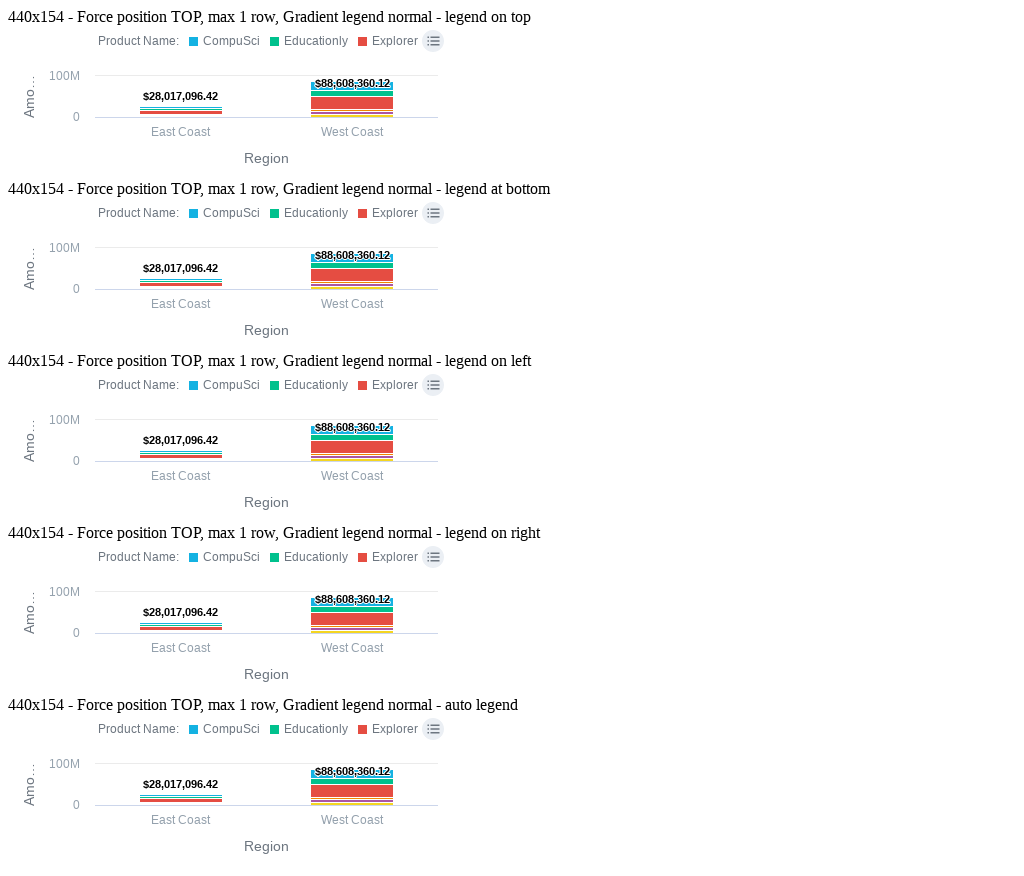 440x154 - Force position TOP, max 1 row, Gradient legend normal - legend on top
Product Name: CompuSci Educationly Explorer
Amo…
100M
$88,608,360.12
$28,017,096.42
0
East Coast West Coast
Region
440x154 - Force position TOP, max 1 row, Gradient legend normal - legend at bottom
Product Name: CompuSci Educationly Explorer
Amo…
100M
$88,608,360.12
$28,017,096.42
0
East Coast West Coast
Region
440x154 - Force position TOP, max 1 row, Gradient legend normal - legend on left
Product Name: CompuSci Educationly Explorer
Amo…
100M
$88,608,360.12
$28,017,096.42
0
East Coast West Coast
Region
440x154 - Force position TOP, max 1 row, Gradient legend normal - legend on right
Product Name: CompuSci Educationly Explorer
Amo…
100M
$88,608,360.12
$28,017,096.42
0
East Coast West Coast
Region
440x154 - Force position TOP, max 1 row, Gradient legend normal - auto legend
Product Name: CompuSci Educationly Explorer
Amo…
100M
$88,608,360.12
$28,017,096.42
0
East Coast West Coast
Region